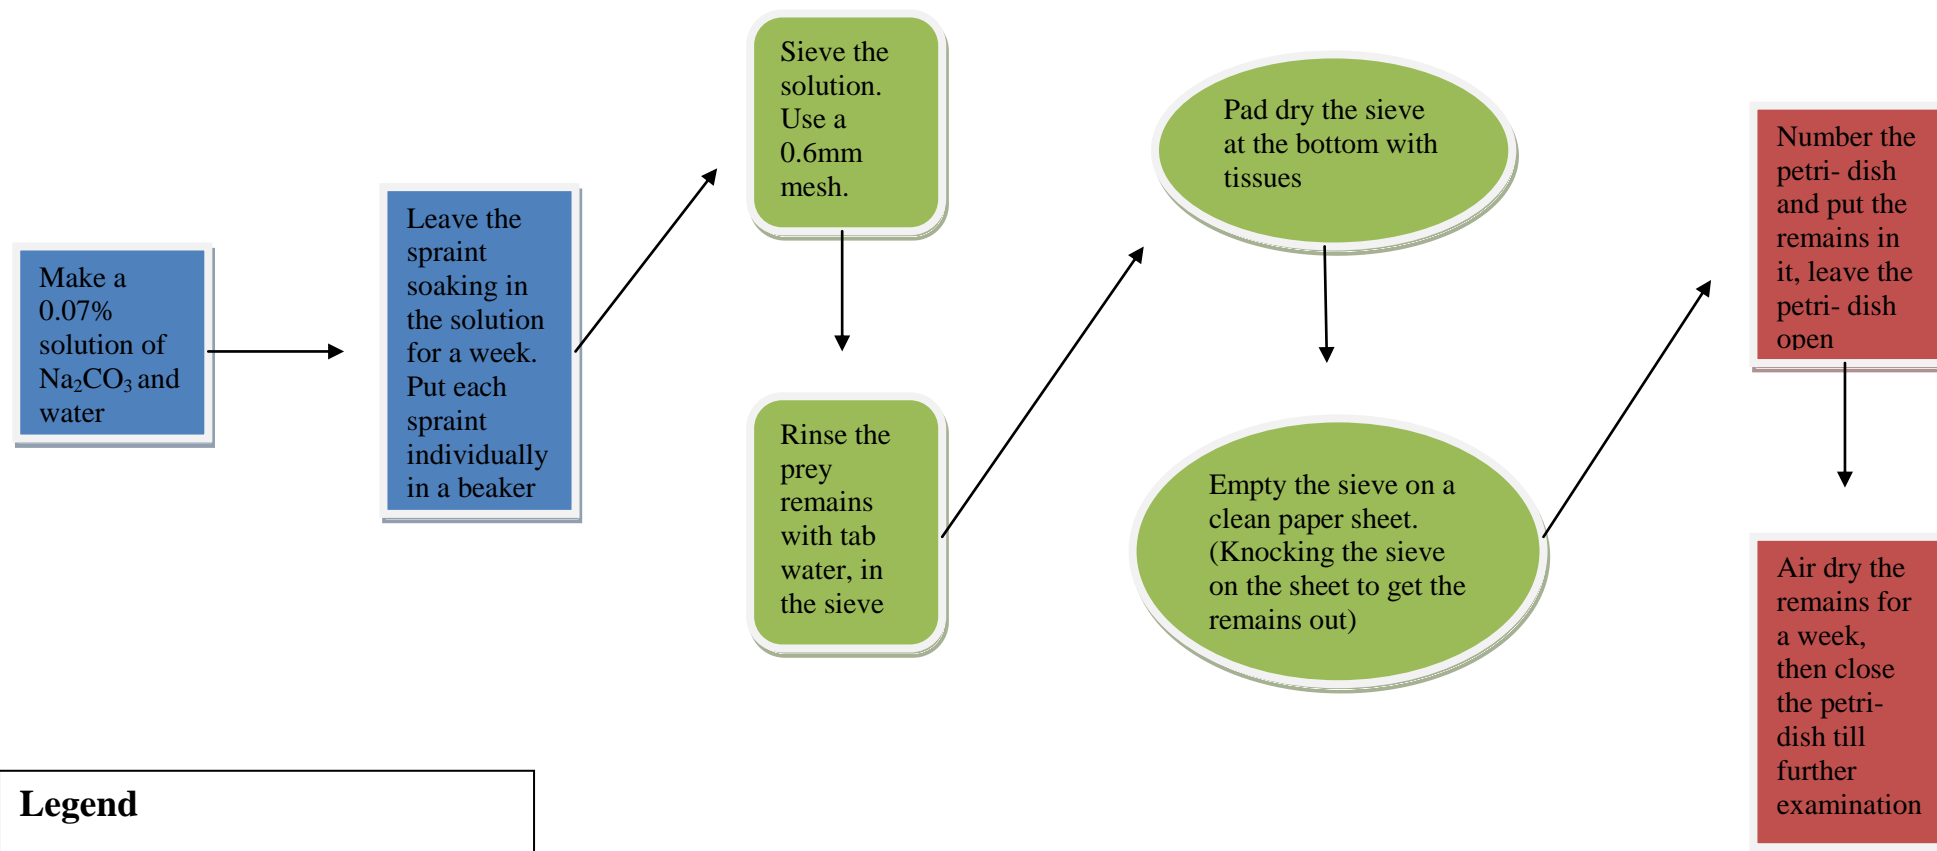 Make a
0.07%
solution of
Na₂CO₃ and
water
Leave the
spraint
soaking in
the solution
for a week.
Put each
spraint
individually
in a beaker
Sieve the
solution.
Use a
0.6mm
mesh.
Rinse the
prey
remains
with tab
water, in
the sieve
Pad dry the sieve
at the bottom with
tissues
Empty the sieve on a
clean paper sheet.
(Knocking the sieve
on the sheet to get the
remains out)
Number the
petri- dish
and put the
remains in
it, leave the
petri- dish
open
Air dry the
remains for
a week,
then close
the petri-
dish till
further
examination
Legend